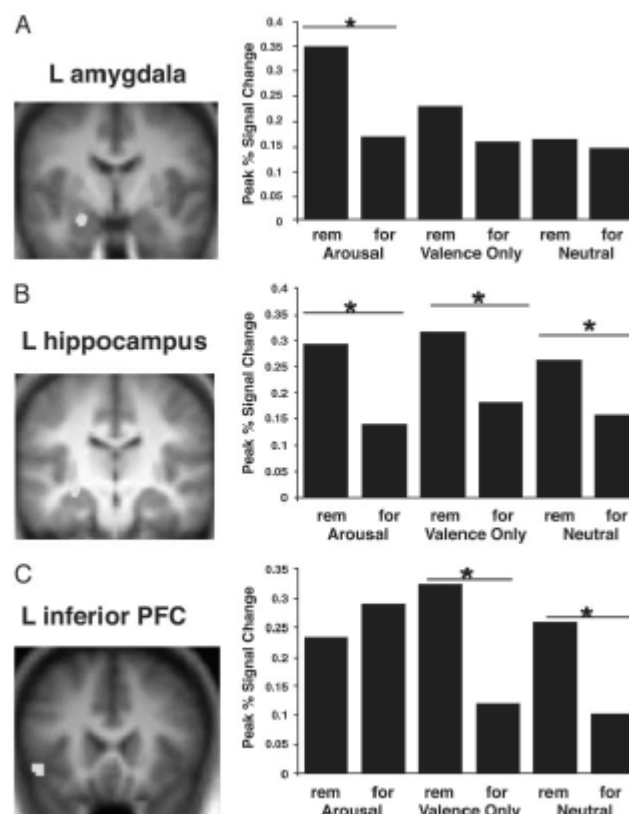 A
L amygdala
Peak % Signal Change
0.4
0.35
0.3
0.25
0.2
0.15
0.1
0.05
0
*
rem for rem for rem for
Arousal Valence Only Neutral
B
L hippocampus
Peak % Signal Change
0.4
0.35
0.3
0.25
0.2
0.15
0.1
0.05
0
* * *
rem for rem for rem for
Arousal Valence Only Neutral
C
L inferior PFC
Peak % Signal Change
0.35
0.3
0.25
0.2
0.15
0.1
0.05
0
* *
rem for rem for rem for
Arousal Valence Only Neutral